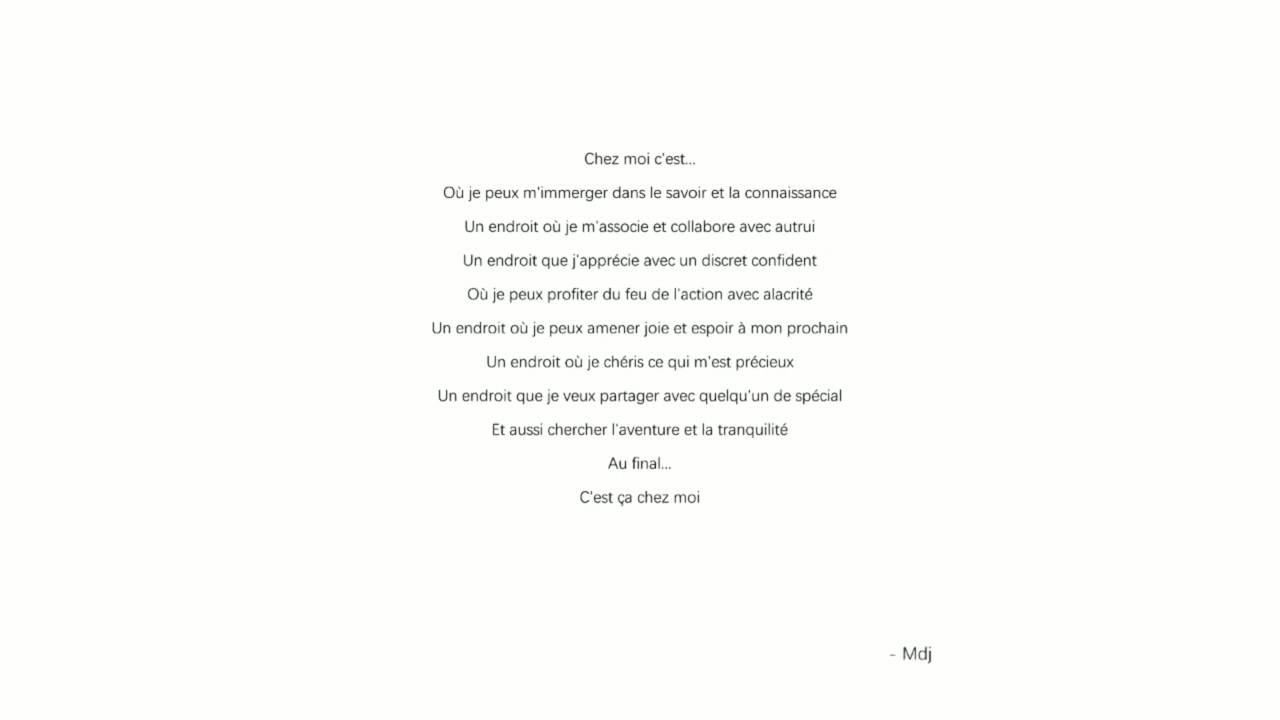 Chez moi c'est...
Où je peux m'immerger dans le savoir et la connaissance
Un endroit où je m'associe et collabore avec autrui
Un endroit que j'apprécie avec un discret confident
Où je peux profiter du feu de l'action avec alacrité
Un endroit où je peux amener joie et espoir à mon prochain
Un endroit où je chéris ce qui m'est précieux
Un endroit que je veux partager avec quelqu'un de spécial
Et aussi chercher l'aventure et la tranquilité
Au final...
C'est ça chez moi
- Mdj